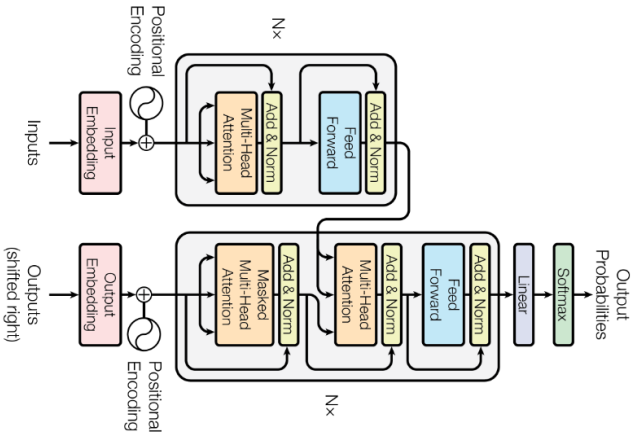 Output
Probabilities
Softmax
Linear
Add & Norm
Feed
Forward
Add & Norm
Multi-Head
Attention
Add & Norm
Masked
Multi-Head
Attention
Nx
Add & Norm
Feed
Forward
Add & Norm
Multi-Head
Attention
Nx
Positional
Encoding
Positional
Encoding
Input
Embedding
Output
Embedding
Inputs
Outputs
(shifted right)